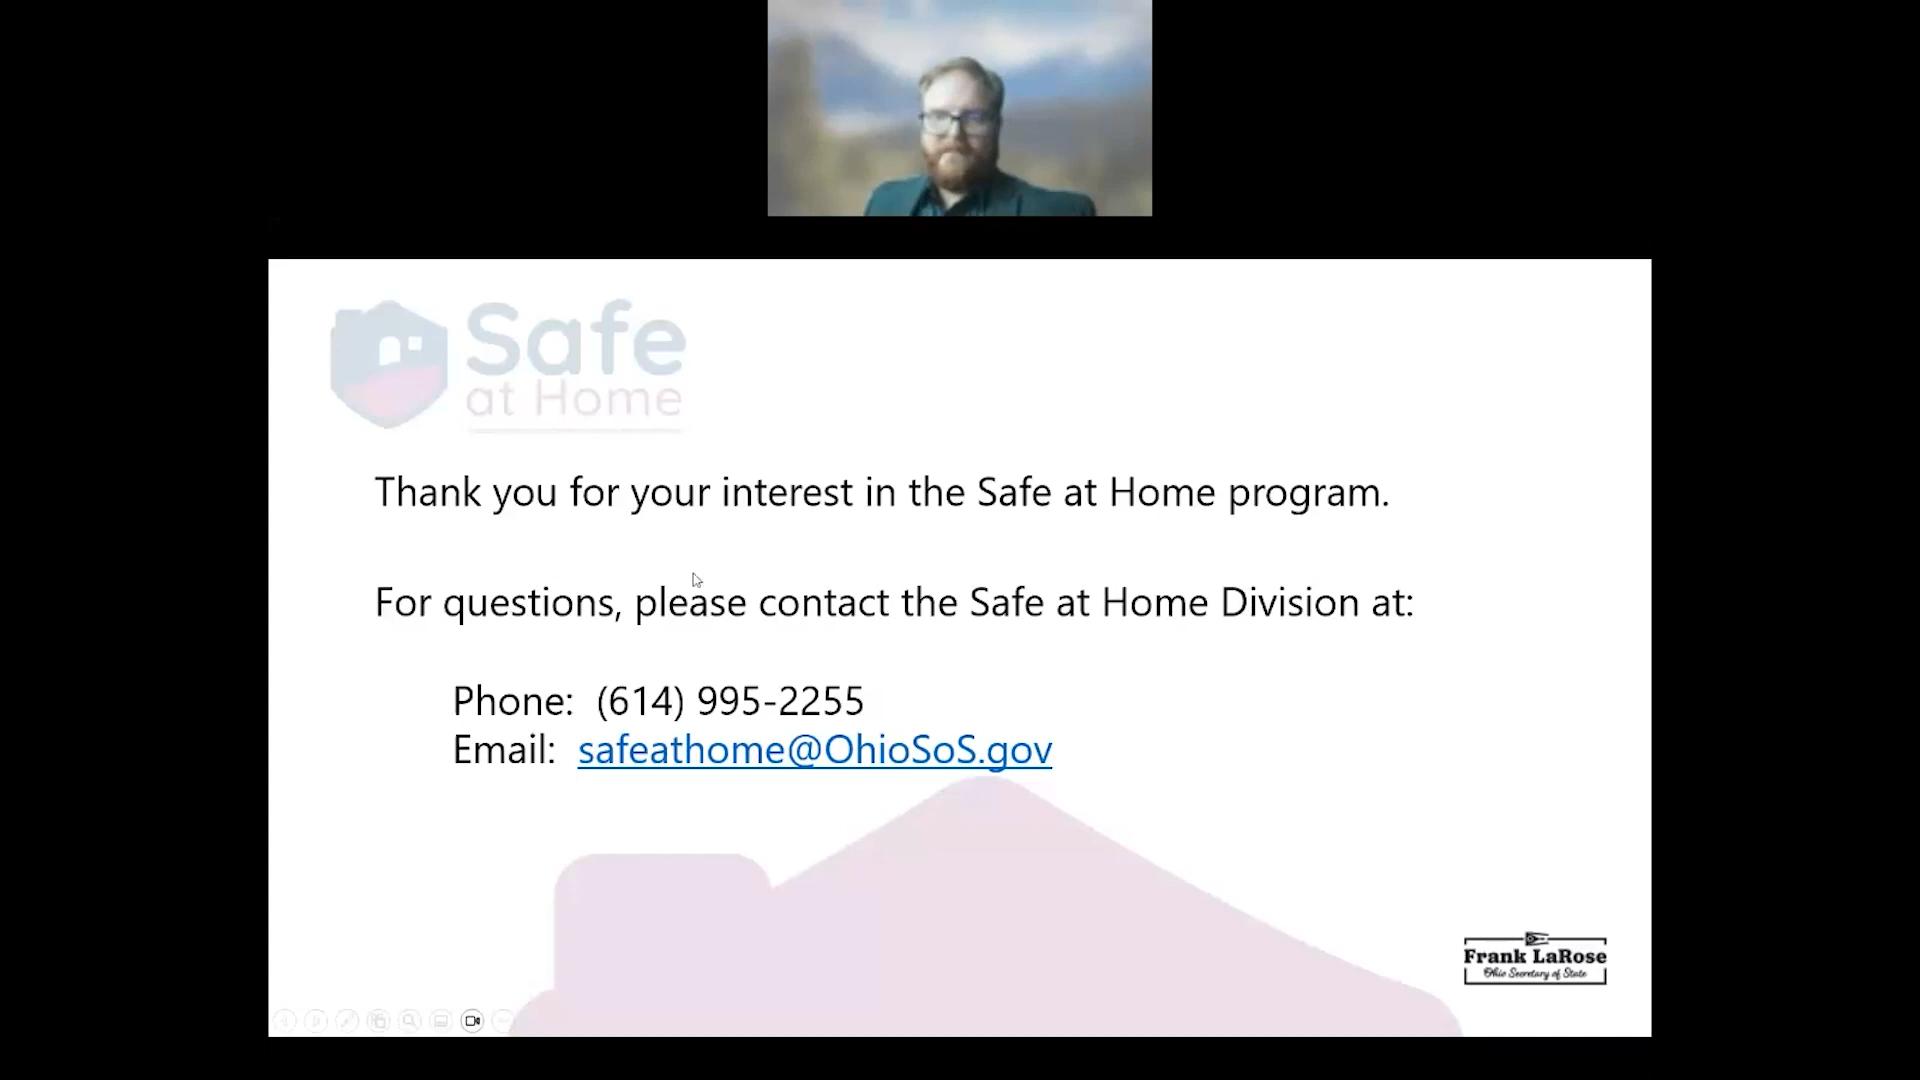 Safe
at Home
Thank you for your interest in the Safe at Home program.
For questions, please contact the Safe at Home Division at:
Phone: (614) 995-2255
Email: safeathome@OhioSoS.gov
Frank LaRose
Ohio Secretary of State